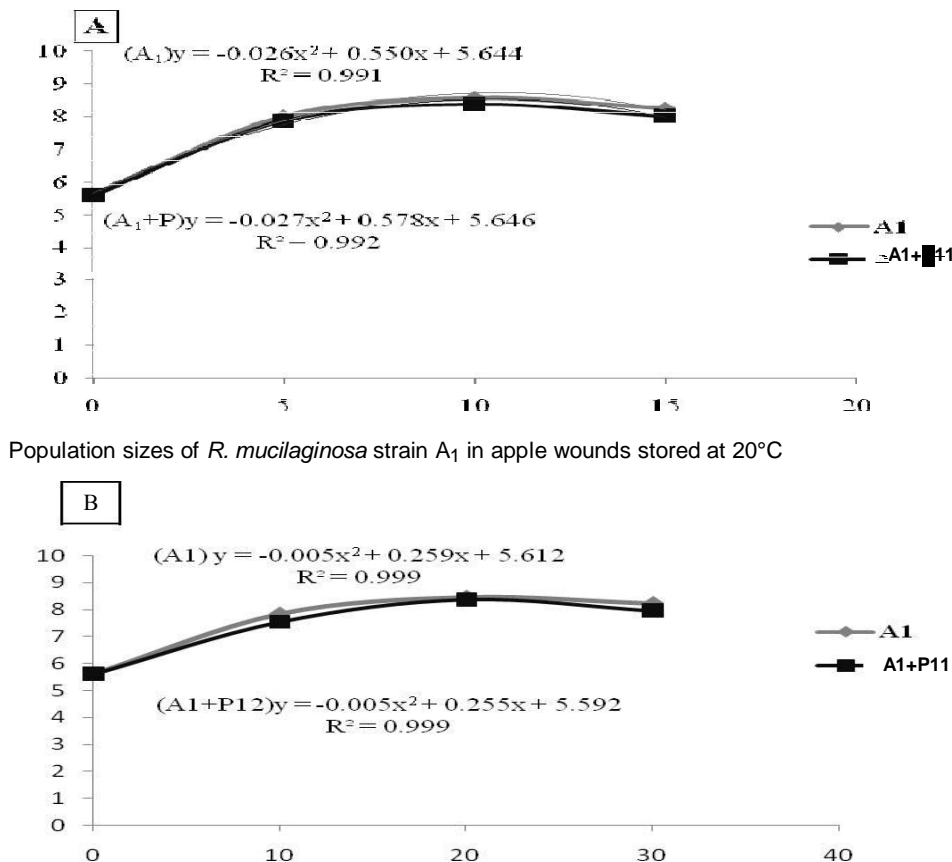 A
(A₁)y = -0.026x² + 0.550x + 5.644
R² = 0.991
10
9
8
7
6
5
4
3
2
1
0
(A₁+P)y = -0.027x² + 0.578x + 5.646
R² = 0.992
A1
A1+
0 5 10 15 20
Population sizes of R. mucilaginosa strain A₁ in apple wounds stored at 20°C
B
(A1) y = -0.005x² + 0.259x + 5.612
R² = 0.999
10
9
8
7
6
5
4
3
2
1
0
(A1+P12)y = -0.005x² + 0.255x + 5.592
R² = 0.999
A1
A1+P11
0 10 20 30 40